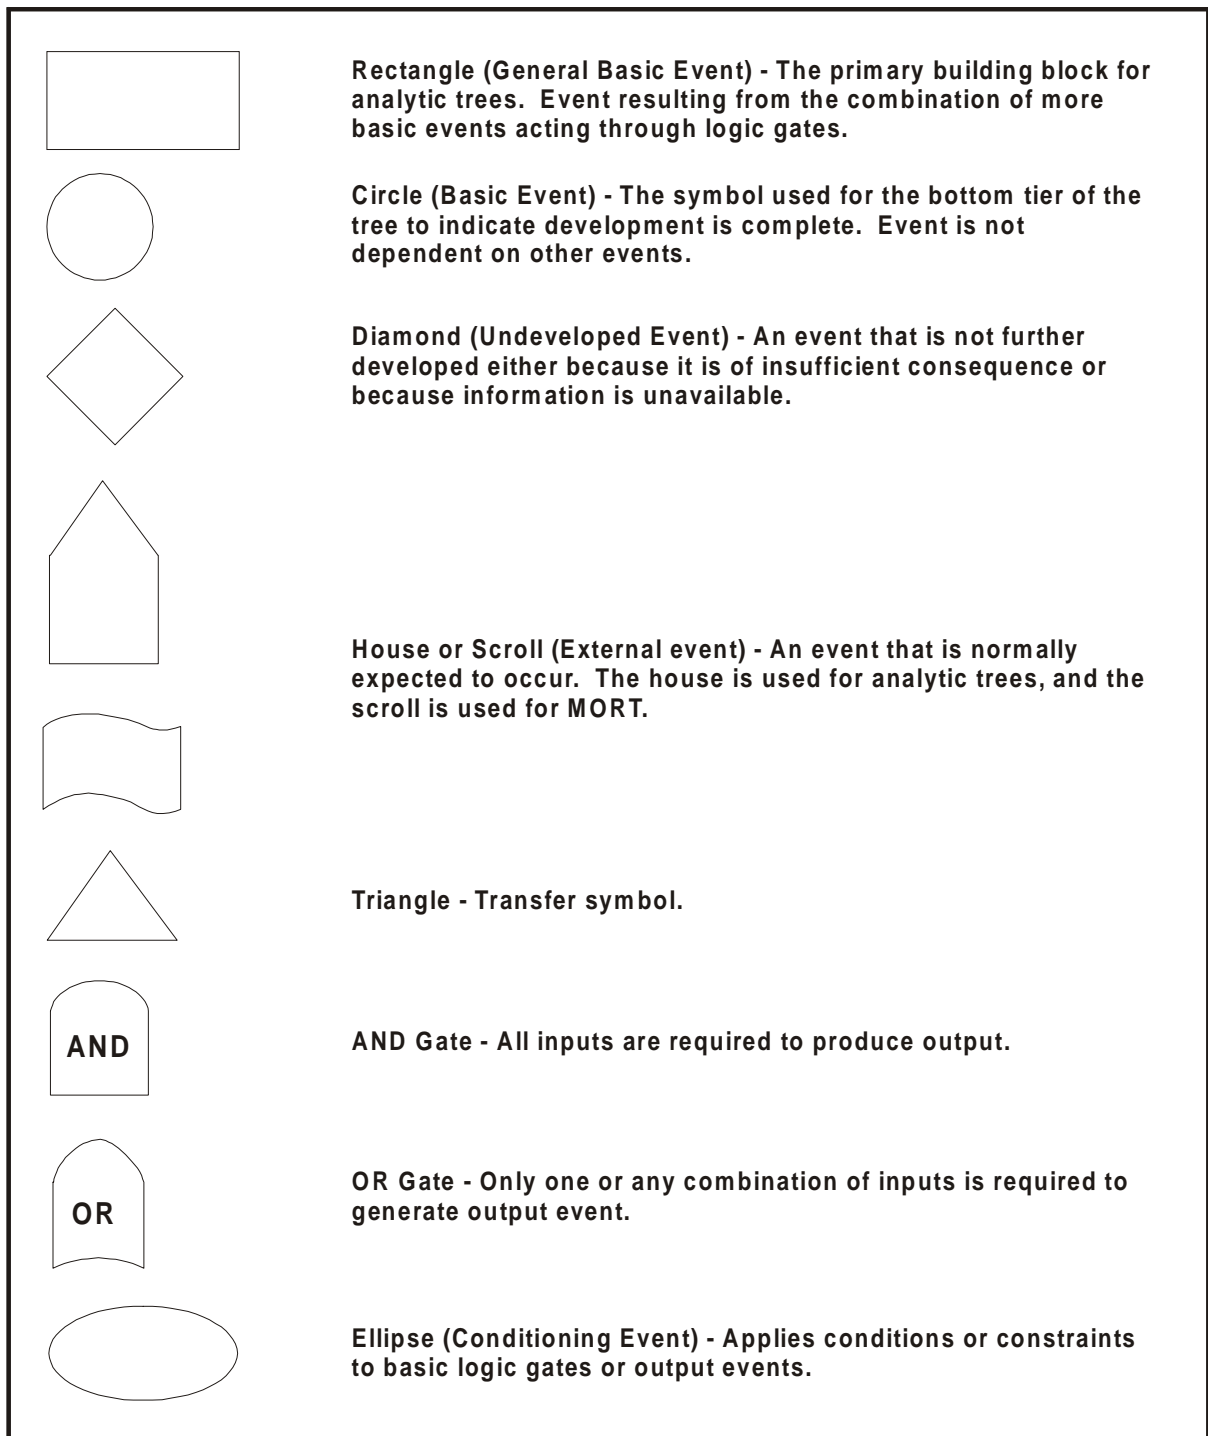 Rectangle (General Basic Event) - The primary building block for
analytic trees. Event resulting from the combination of more
basic events acting through logic gates.
Circle (Basic Event) - The symbol used for the bottom tier of the
tree to indicate development is complete. Event is not
dependent on other events.
Diamond (Undeveloped Event) - An event that is not further
developed either because it is of insufficient consequence or
because information is unavailable.
House or Scroll (External event) - An event that is normally
expected to occur. The house is used for analytic trees, and the
scroll is used for MORT.
Triangle - Transfer symbol.
AND
AND Gate - All inputs are required to produce output.
OR
OR Gate - Only one or any combination of inputs is required to
generate output event.
Ellipse (Conditioning Event) - Applies conditions or constraints
to basic logic gates or output events.